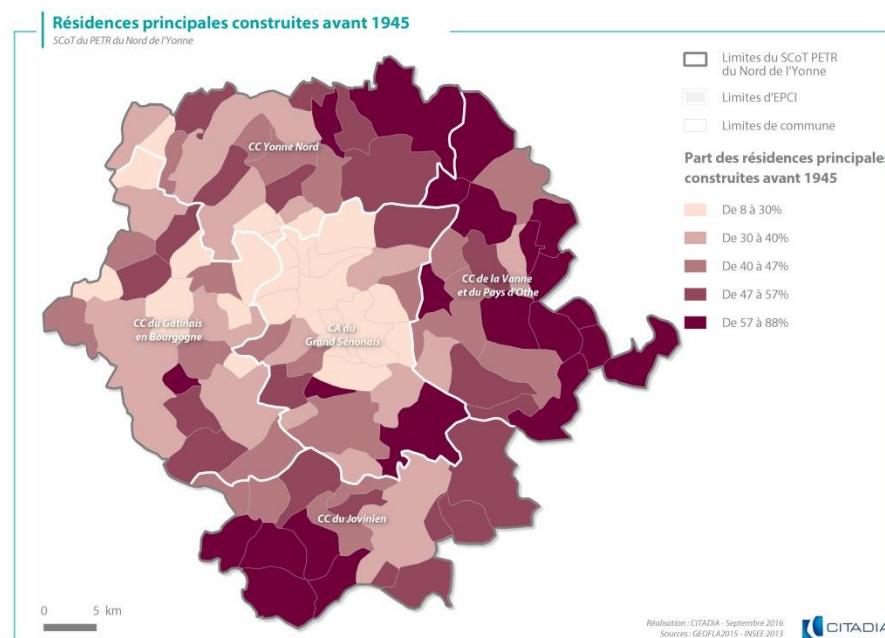 Résidences principales construites avant 1945
SCoT du PETR du Nord de l'Yonne
Limites du SCoT PETR
du Nord de l'Yonne
Limites d'EPCI
Limites de commune
Part des résidences principales
construites avant 1945
De 8 à 30%
De 30 à 40%
De 40 à 47%
De 47 à 57%
De 57 à 88%
CC Yonne Nord
CC de la Vanne
et du Pays d'Othe
CC du Gâtinais
en Bourgogne
CA du
Grand Sénonais
CC du Jovinien
0 5 km
Réalisation : CITADIA - Septembre 2016
Sources : GEOFLA2015 - INSEE 2013
CITADIA